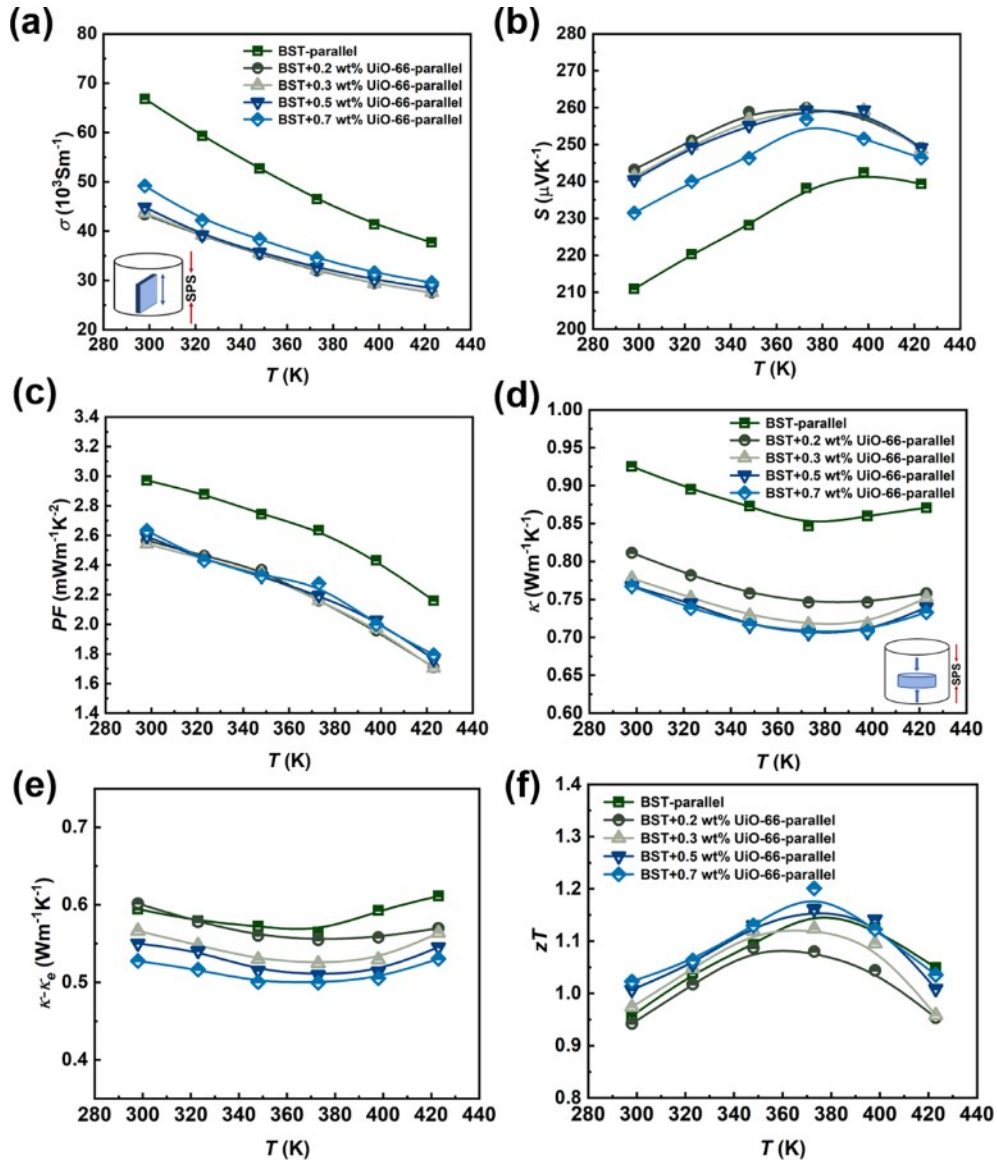 (a)
σ (10³Sm⁻¹)
80
70
60
50
40
30
20
BST-parallel
BST+0.2 wt% UiO-66-parallel
BST+0.3 wt% UiO-66-parallel
BST+0.5 wt% UiO-66-parallel
BST+0.7 wt% UiO-66-parallel
SPS
280 300 320 340 360 380 400 420 440
T (K)
(b)
S (μVK⁻¹)
280
270
260
250
240
230
220
210
200
280 300 320 340 360 380 400 420 440
T (K)
(c)
PF (mWm⁻¹K⁻²)
3.4
3.2
3.0
2.8
2.6
2.4
2.2
2.0
1.8
1.6
1.4
280 300 320 340 360 380 400 420 440
T (K)
(d)
κ (Wm⁻¹K⁻¹)
1.00
0.95
0.90
0.85
0.80
0.75
0.70
0.65
0.60
BST-parallel
BST+0.2 wt% UiO-66-parallel
BST+0.3 wt% UiO-66-parallel
BST+0.5 wt% UiO-66-parallel
BST+0.7 wt% UiO-66-parallel
SPS
280 300 320 340 360 380 400 420 440
T (K)
(e)
κ-κₑ (Wm⁻¹K⁻¹)
0.7
0.6
0.5
0.4
280 300 320 340 360 380 400 420 440
T (K)
(f)
zT
1.4
1.3
1.2
1.1
1.0
0.9
0.8
BST-parallel
BST+0.2 wt% UiO-66-parallel
BST+0.3 wt% UiO-66-parallel
BST+0.5 wt% UiO-66-parallel
BST+0.7 wt% UiO-66-parallel
280 300 320 340 360 380 400 420 440
T (K)